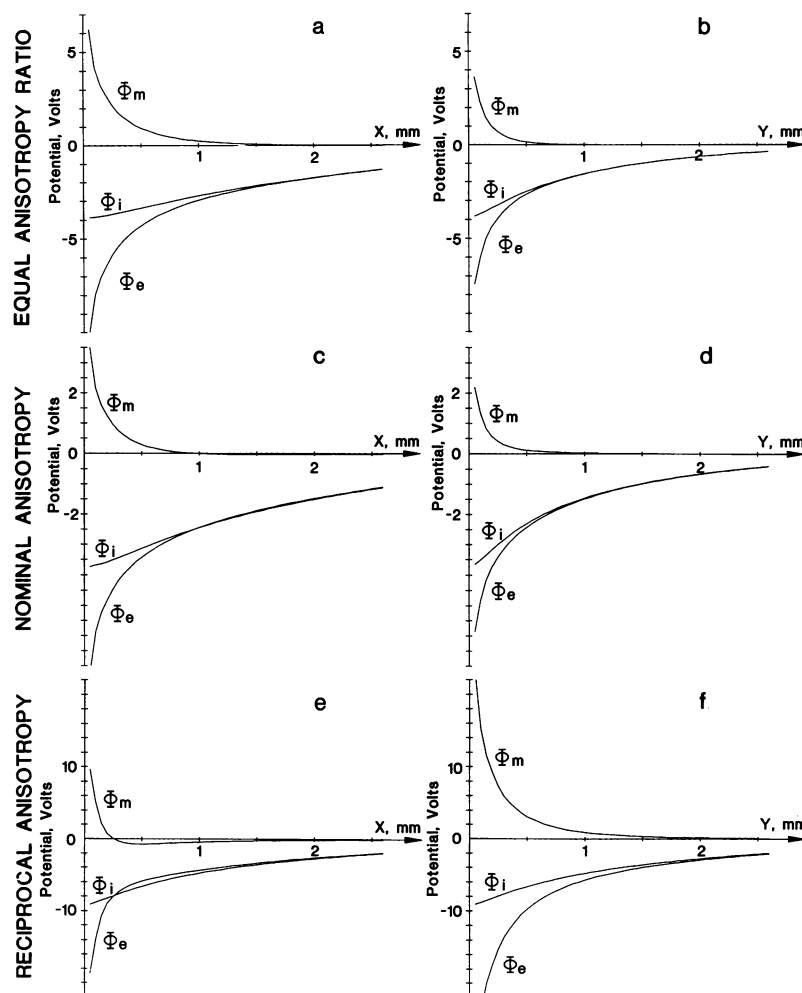 EQUAL ANISOTROPY RATIO
a
5
0
-5
Potential, Volts
X, mm
1
2
Φm
Φi
Φe
b
5
0
-5
Potential, Volts
Y, mm
1
2
Φm
Φi
Φe
NOMINAL ANISOTROPY
c
2
0
-2
Potential, Volts
X, mm
1
2
Φm
Φi
Φe
d
2
0
-2
Potential, Volts
Y, mm
1
2
Φm
Φi
Φe
RECIPROCAL ANISOTROPY
e
10
0
-10
Potential, Volts
X, mm
1
2
Φm
Φi
Φe
f
10
0
-10
Potential, Volts
Y, mm
1
2
Φm
Φi
Φe